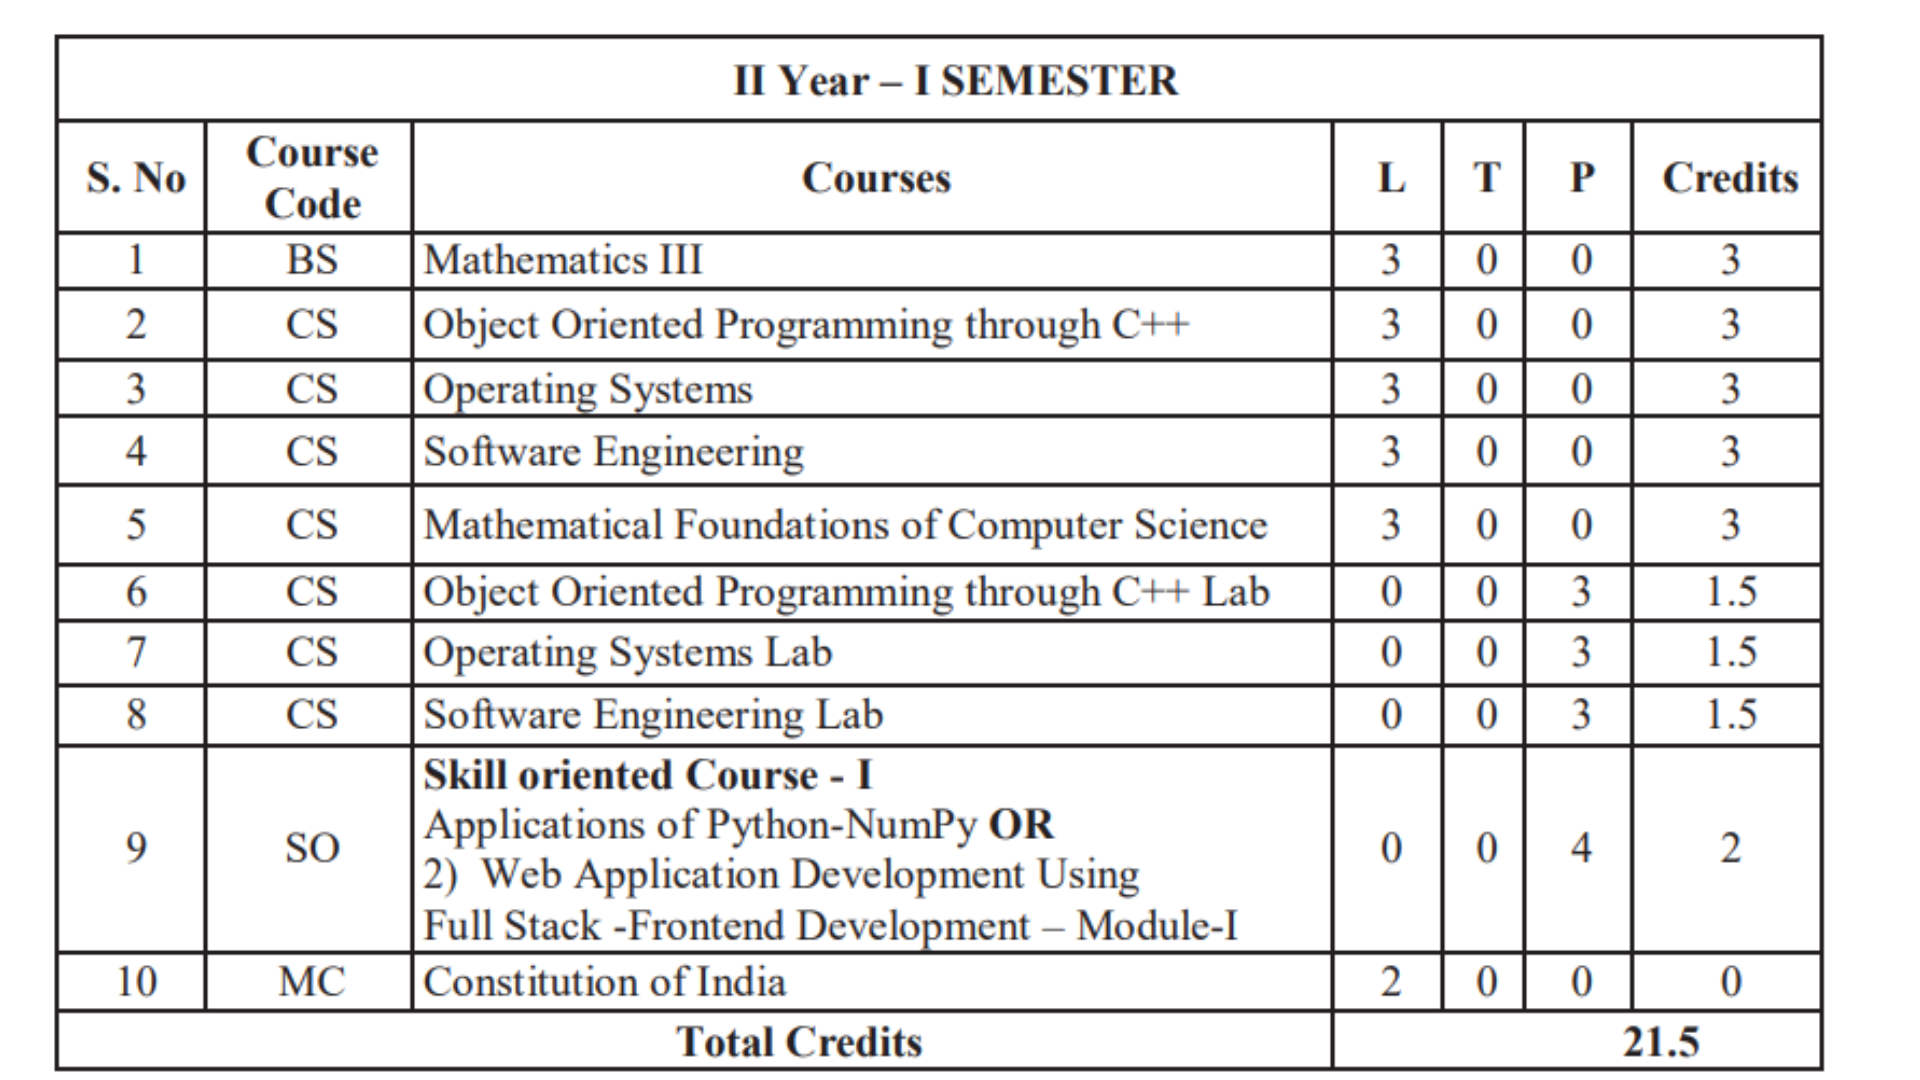 II Year – I SEMESTER
S. No Course Code Courses L T P Credits
1 BS Mathematics III 3 0 0 3
2 CS Object Oriented Programming through C++ 3 0 0 3
3 CS Operating Systems 3 0 0 3
4 CS Software Engineering 3 0 0 3
5 CS Mathematical Foundations of Computer Science 3 0 0 3
6 CS Object Oriented Programming through C++ Lab 0 0 3 1.5
7 CS Operating Systems Lab 0 0 3 1.5
8 CS Software Engineering Lab 0 0 3 1.5
9 SO Skill oriented Course - I
Applications of Python-NumPy OR
2) Web Application Development Using
Full Stack -Frontend Development – Module-I 0 0 4 2
10 MC Constitution of India 2 0 0 0
Total Credits 21.5